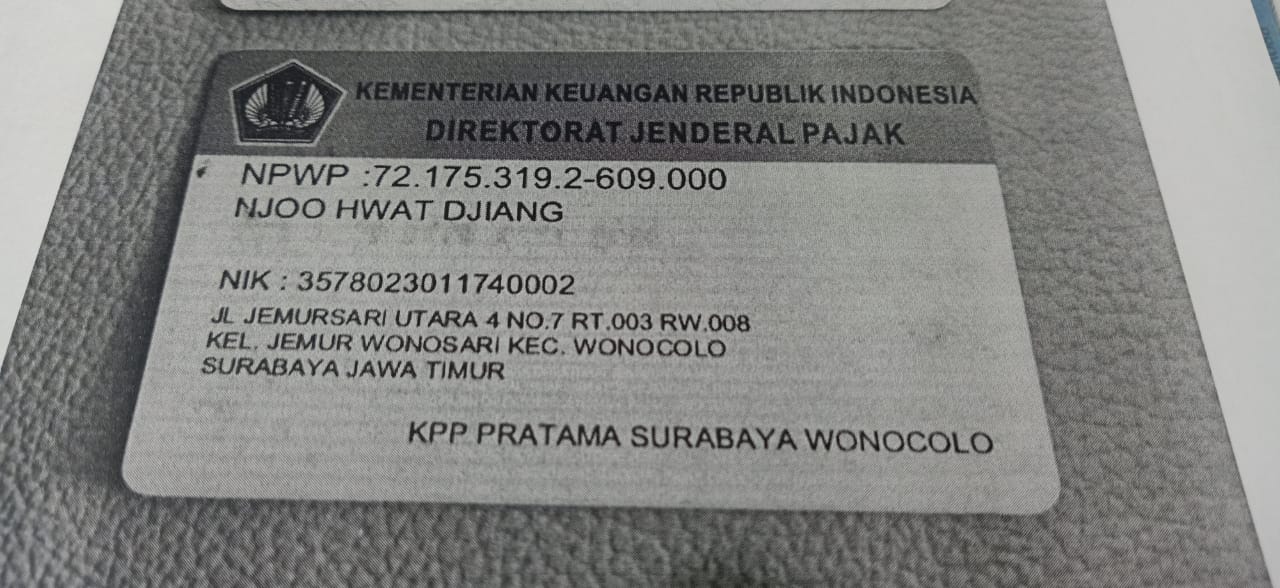 KEMENTERIAN KEUANGAN REPUBLIK INDONESIA
DIREKTORAT JENDERAL PAJAK
NPWP :72.175.319.2-609.000
NJOO HWAT DJIANG
NIK : 3578023011740002
JL JEMURSARI UTARA 4 NO.7 RT.003 RW.008
KEL. JEMUR WONOSARI KEC. WONOCOLO
SURABAYA JAWA TIMUR
KPP PRATAMA SURABAYA WONOCOLO